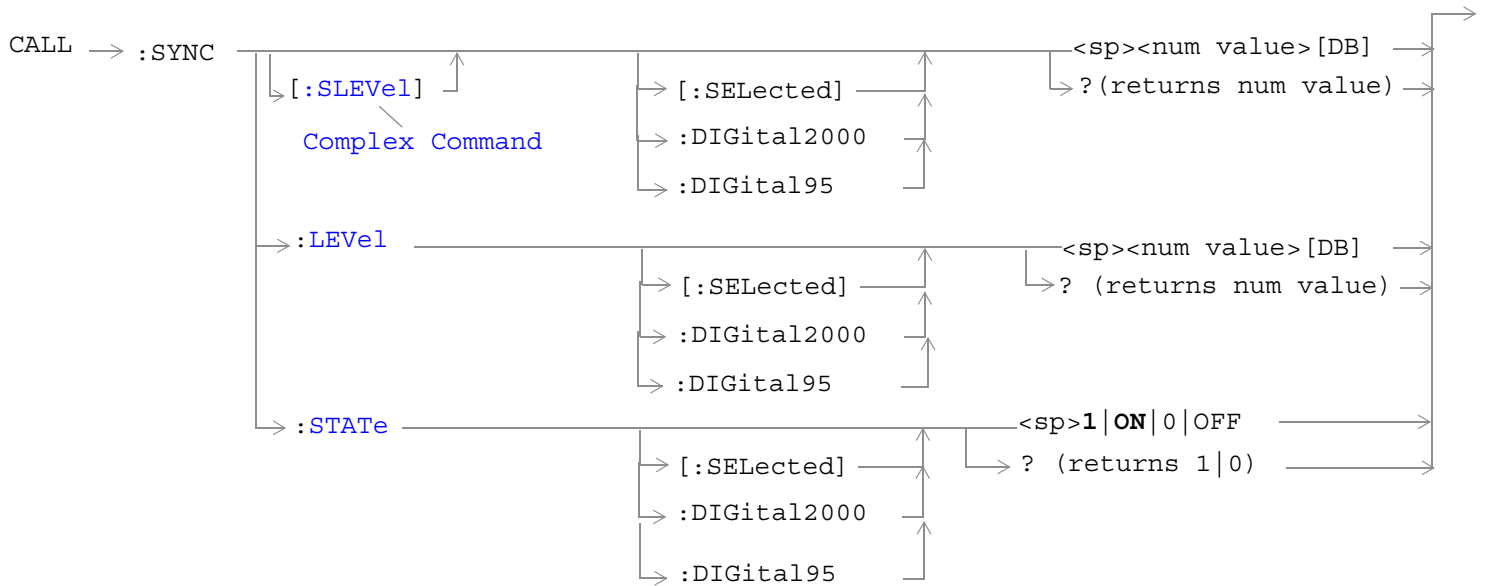 CALL :SYNC <sp><num value>[DB]
[:SLEVel] [:SELected] ?(returns num value)
Complex Command :DIGital2000
:DIGital95
:LEVel <sp><num value>[DB]
[:SELected] ? (returns num value)
:DIGital2000
:DIGital95
:STATe <sp>1|ON|0|OFF
[:SELected] ? (returns 1|0)
:DIGital2000
:DIGital95